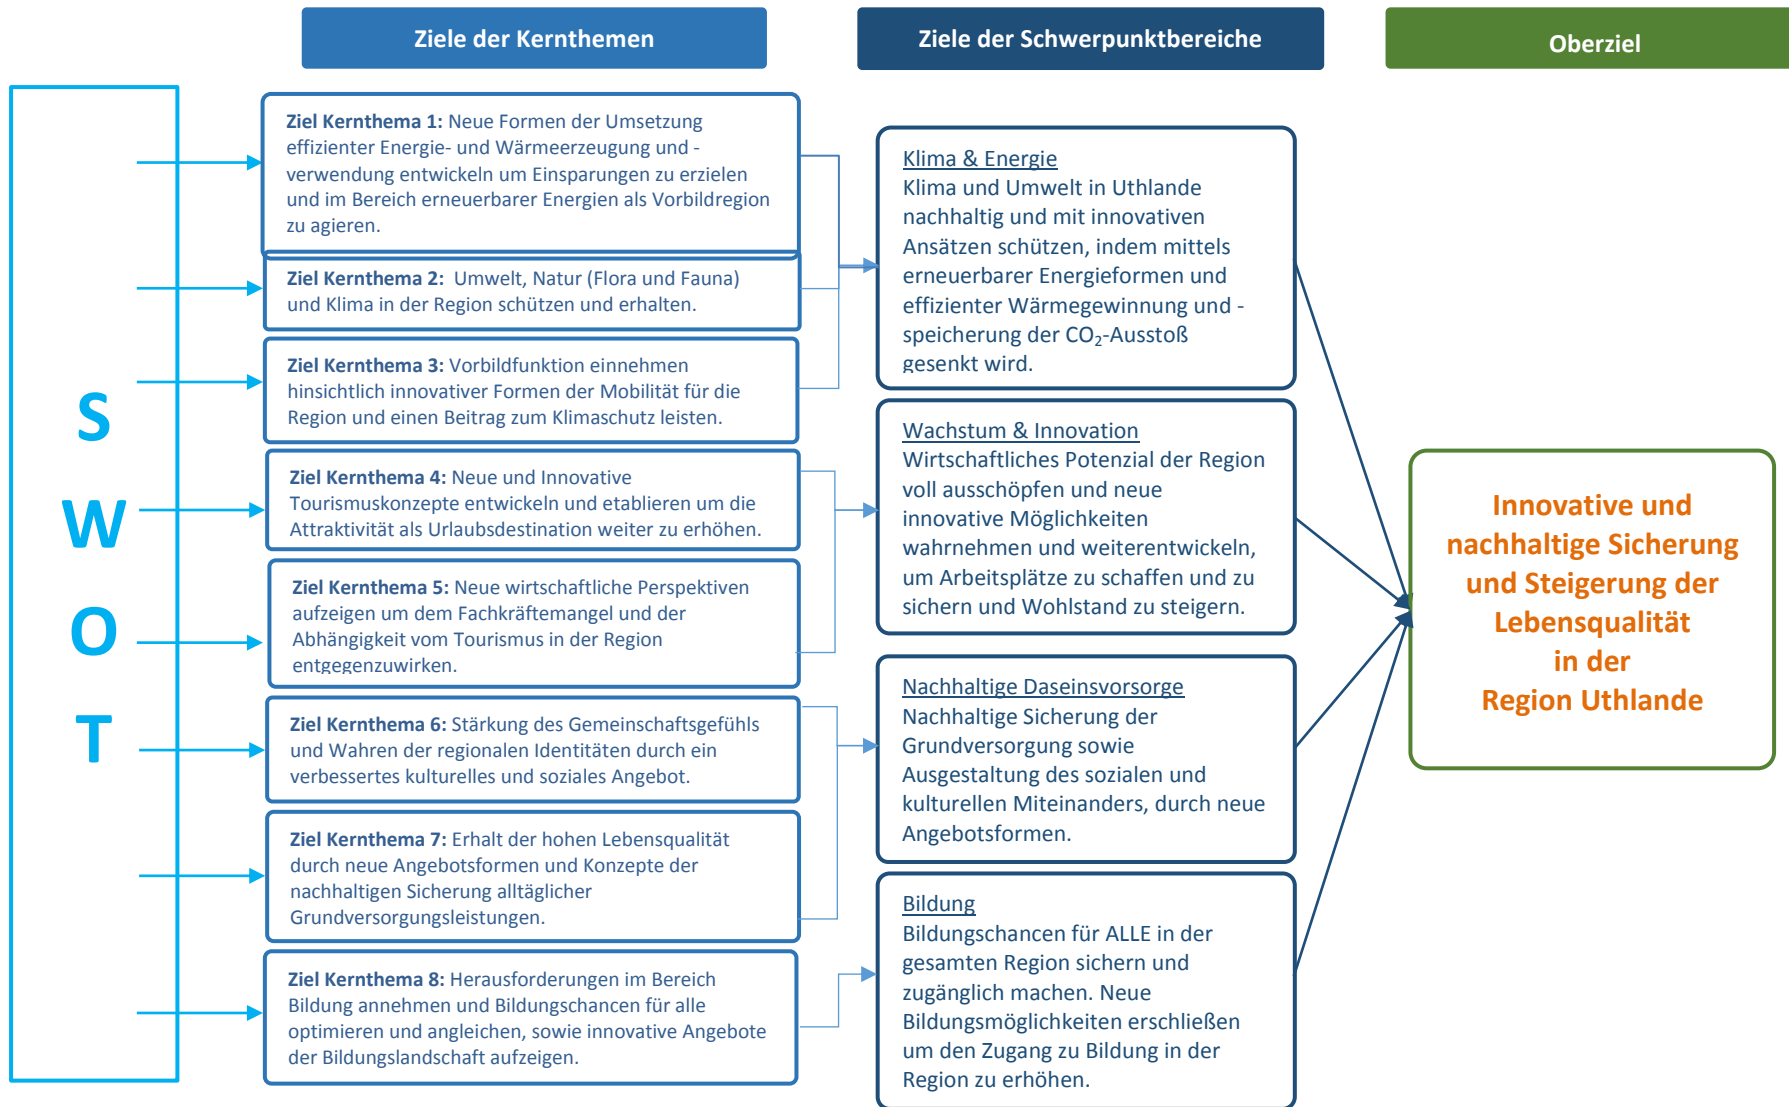 Ziele der Kernthemen
Ziele der Schwerpunktbereiche
Oberziel
S
W
O
T
Ziel Kernthema 1: Neue Formen der Umsetzung
effizienter Energie- und Wärmeerzeugung und -
verwendung entwickeln um Einsparungen zu erzielen
und im Bereich erneuerbarer Energien als Vorbildregion
zu agieren.
Ziel Kernthema 2: Umwelt, Natur (Flora und Fauna)
und Klima in der Region schützen und erhalten.
Ziel Kernthema 3: Vorbildfunktion einnehmen
hinsichtlich innovativer Formen der Mobilität für die
Region und einen Beitrag zum Klimaschutz leisten.
Ziel Kernthema 4: Neue und Innovative
Tourismuskonzepte entwickeln und etablieren um die
Attraktivität als Urlaubsdestination weiter zu erhöhen.
Ziel Kernthema 5: Neue wirtschaftliche Perspektiven
aufzeigen um dem Fachkräftemangel und der
Abhängigkeit vom Tourismus in der Region
entgegenzuwirken.
Ziel Kernthema 6: Stärkung des Gemeinschaftsgefühls
und Wahren der regionalen Identitäten durch ein
verbessertes kulturelles und soziales Angebot.
Ziel Kernthema 7: Erhalt der hohen Lebensqualität
durch neue Angebotsformen und Konzepte der
nachhaltigen Sicherung alltäglicher
Grundversorgungsleistungen.
Ziel Kernthema 8: Herausforderungen im Bereich
Bildung annehmen und Bildungschancen für alle
optimieren und angleichen, sowie innovative Angebote
der Bildungslandschaft aufzeigen.
Klima & Energie
Klima und Umwelt in Uthlande
nachhaltig und mit innovativen
Ansätzen schützen, indem mittels
erneuerbarer Energieformen und
effizienter Wärmegewinnung und -
speicherung der CO₂-Ausstoß
gesenkt wird.
Wachstum & Innovation
Wirtschaftliches Potenzial der Region
voll ausschöpfen und neue
innovative Möglichkeiten
wahrnehmen und weiterentwickeln,
um Arbeitsplätze zu schaffen und zu
sichern und Wohlstand zu steigern.
Nachhaltige Daseinsvorsorge
Nachhaltige Sicherung der
Grundversorgung sowie
Ausgestaltung des sozialen und
kulturellen Miteinanders, durch neue
Angebotsformen.
Bildung
Bildungschancen für ALLE in der
gesamten Region sichern und
zugänglich machen. Neue
Bildungsmöglichkeiten erschließen
um den Zugang zu Bildung in der
Region zu erhöhen.
Innovative und
nachhaltige Sicherung
und Steigerung der
Lebensqualität
in der
Region Uthlande